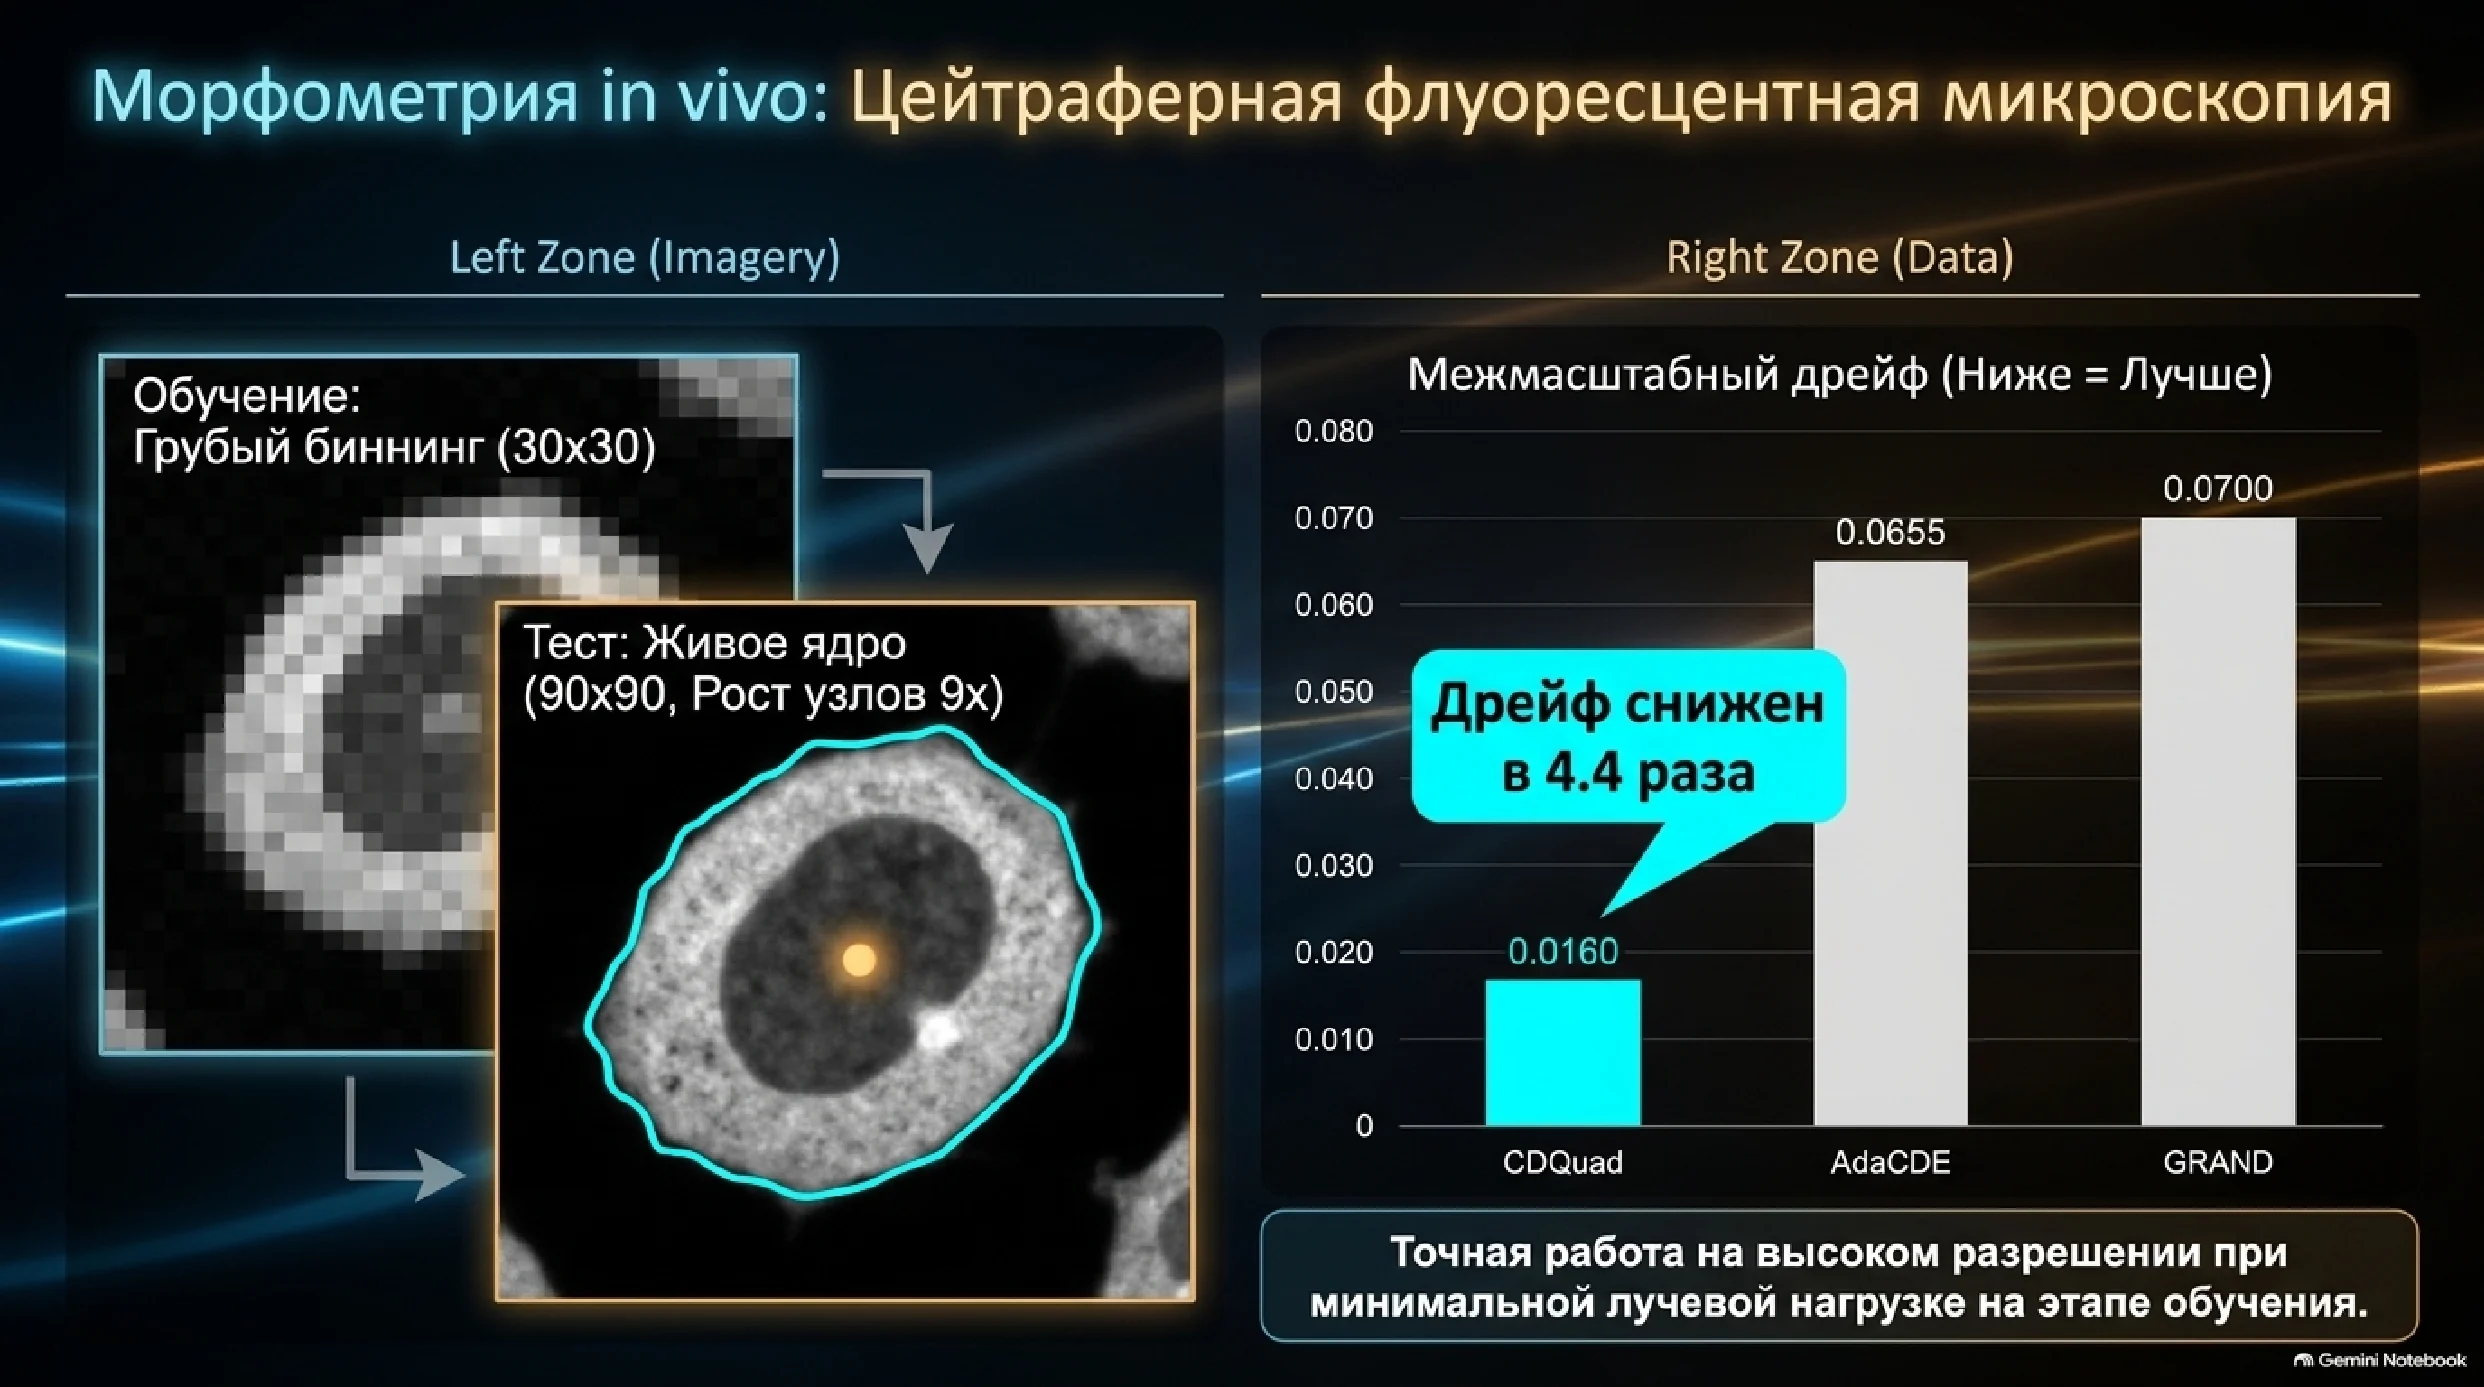 Морфометрия in vivo: Цейтраферная флуоресцентная микроскопия
Left Zone (Imagery)
Обучение:
Грубый биннинг (30x30)
Тест: Живое ядро
(90x90, Рост узлов 9x)
Right Zone (Data)
Межмасштабный дрейф (Ниже = Лучше)
0.080
0.070
0.060
0.050
0.040
0.030
0.020
0.010
0
0.0160
0.0655
0.0700
Дрейф снижен
в 4.4 раза
CDQuad
AdaCDE
GRAND
Точная работа на высоком разрешении при
минимальной лучевой нагрузке на этапе обучения.
Gemini Notebook